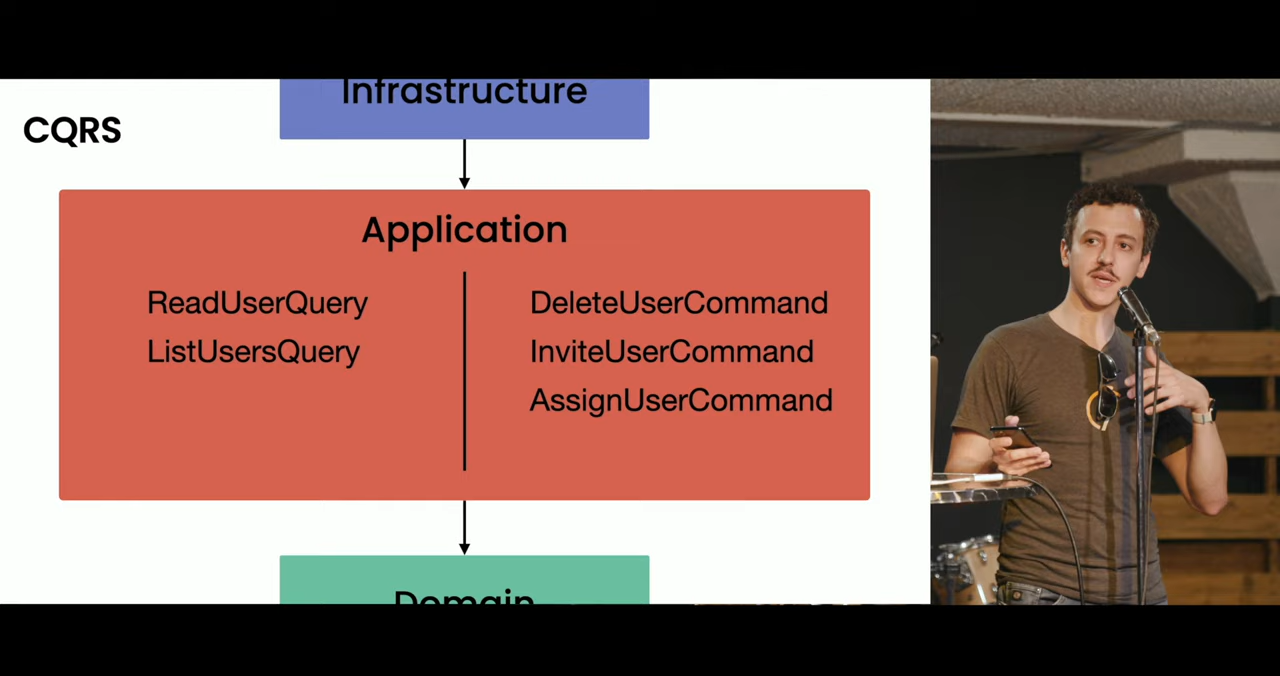 Infrastructure
CQRS
Application
ReadUserQuery
ListUsersQuery
DeleteUserCommand
InviteUserCommand
AssignUserCommand
Domain